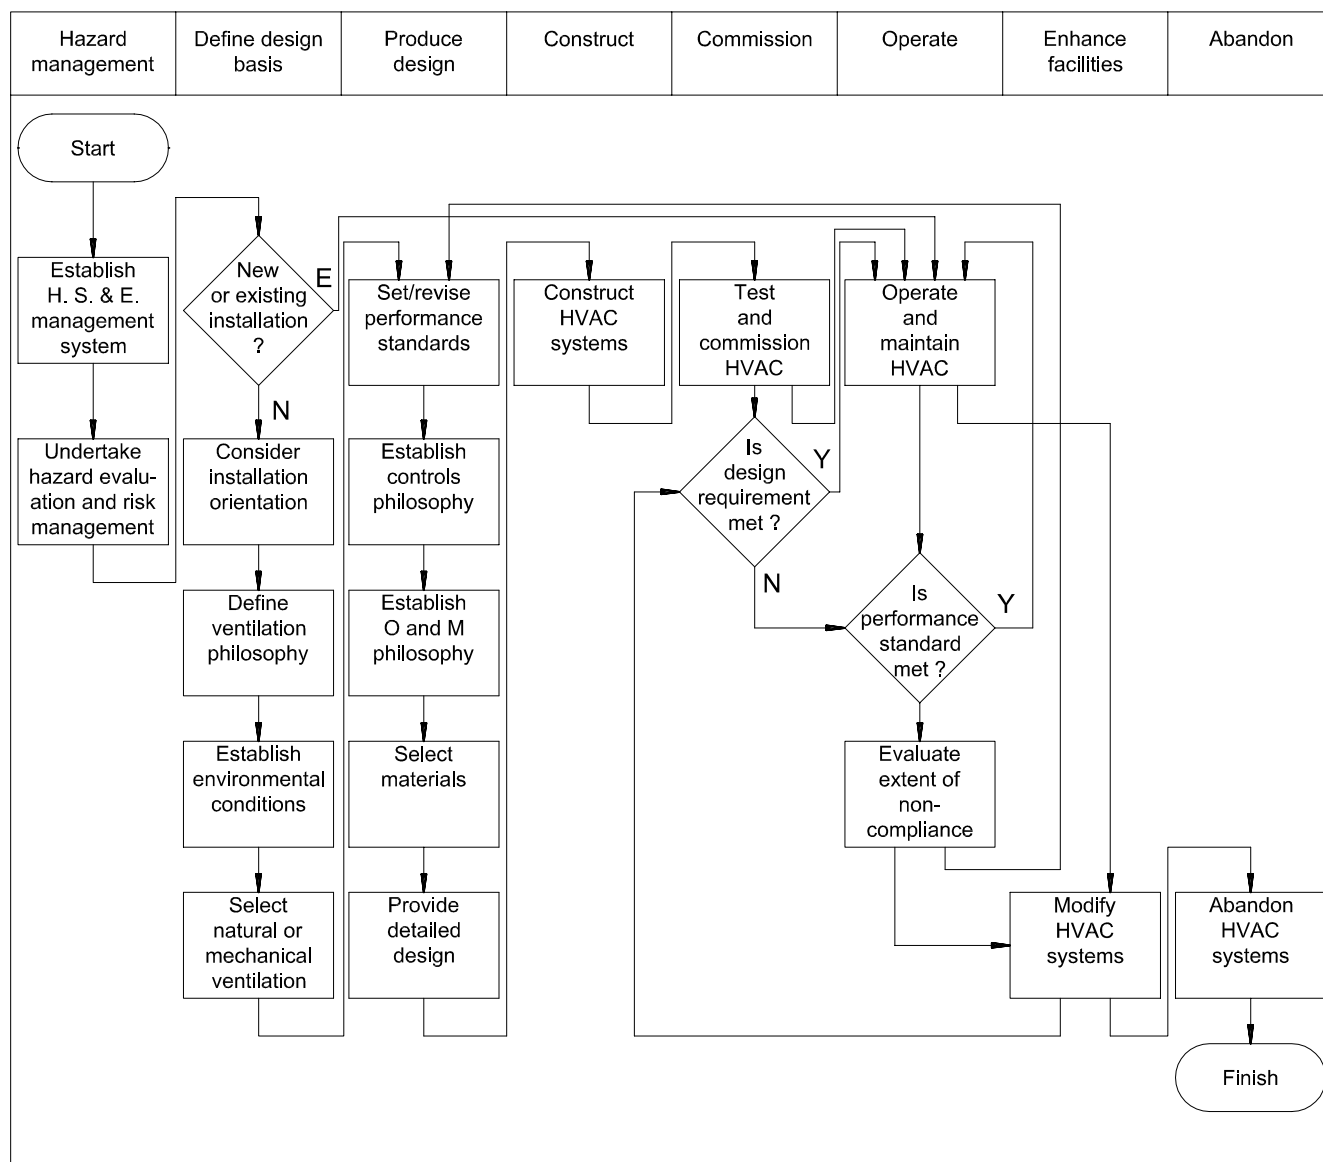 Hazard
management
Define design
basis
Produce
design
Construct
Commission
Operate
Enhance
facilities
Abandon
Start
Establish
H. S. & E.
management
system
Undertake
hazard evalu-
ation and risk
management
New
or existing
installation
?
E
N
Consider
installation
orientation
Define
ventilation
philosophy
Establish
environmental
conditions
Select
natural or
mechanical
ventilation
Set/revise
performance
standards
Establish
controls
philosophy
Establish
O and M
philosophy
Select
materials
Provide
detailed
design
Construct
HVAC
systems
Test
and
commission
HVAC
Is
design
requirement
met ?
Y
N
Operate
and
maintain
HVAC
Is
performance
standard
met ?
Y
Evaluate
extent of
non-
compliance
Modify
HVAC
systems
Abandon
HVAC
systems
Finish